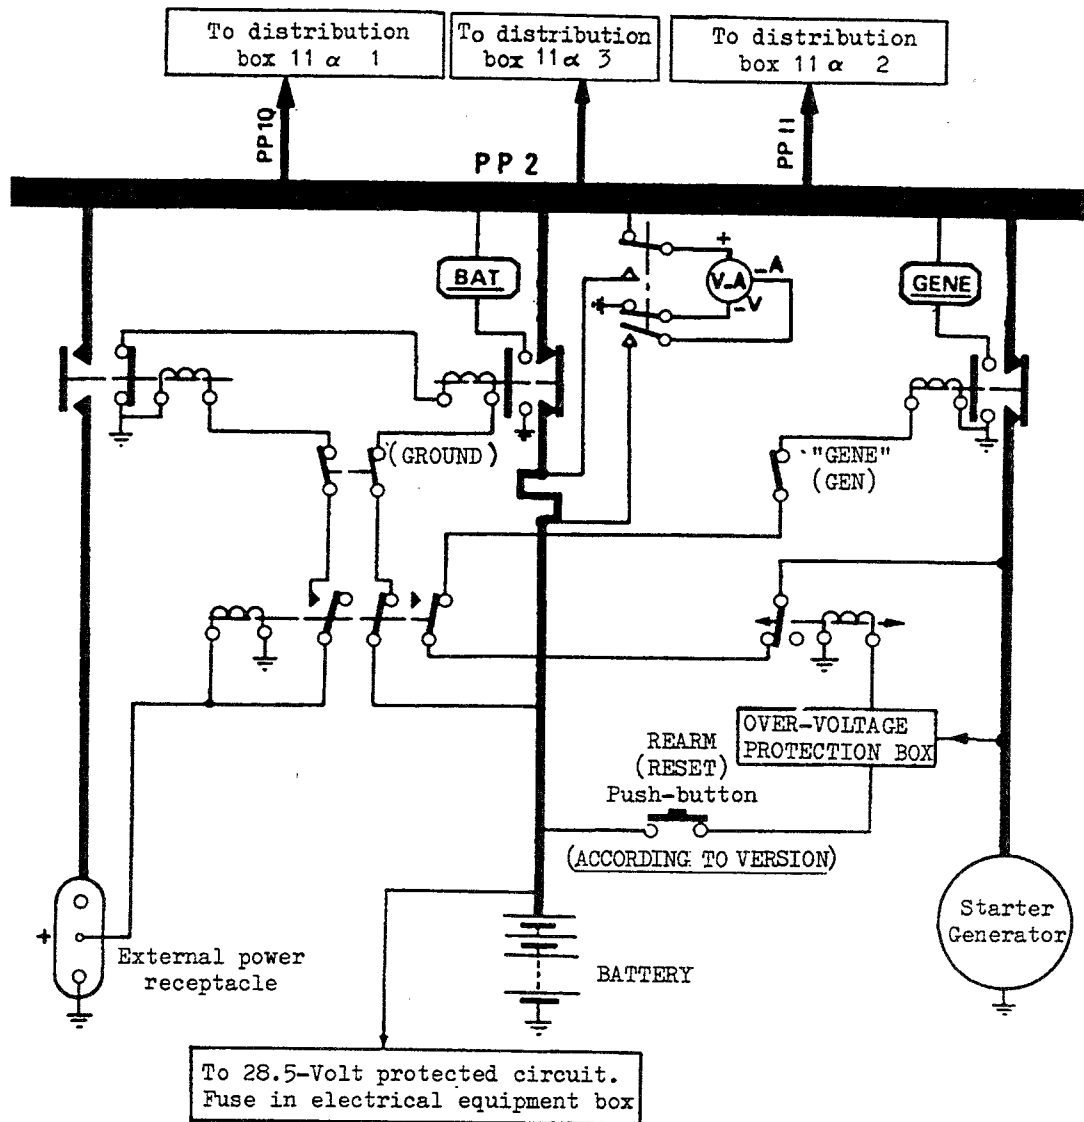 To distribution
box 11 α 1
To distribution
box 11 α 3
To distribution
box 11 α 2
PP10
PP 2
PP 11
BAT
+
V-A
-A
-V
GENE
(GROUND)
"GENE"
(GEN)
OVER-VOLTAGE
PROTECTION BOX
REARM
(RESET)
Push-button
(ACCORDING TO VERSION)
+
External power
receptacle
BATTERY
Starter
Generator
To 28.5-Volt protected circuit.
Fuse in electrical equipment box